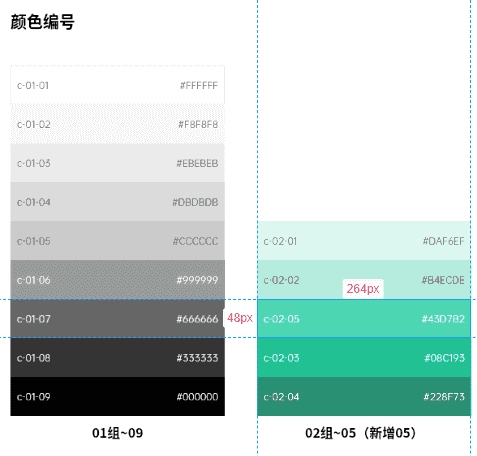 颜色编号
c-01-01 #FFFFFF
c-01-02 #F8F8F8
c-01-03 #EBEBEB
c-01-04 #DBDBDB
c-01-05 #CCCCCC
c-01-06 #999999
c-01-07 #666666
c-01-08 #333333
c-01-09 #000000
01组~09
c-02-01 #DAF6EF
c-02-02 #B4ECDE
264px
48px
c-02-05 #43D7B2
c-02-03 #08C193
c-02-04 #228F73
02组~05（新增05）